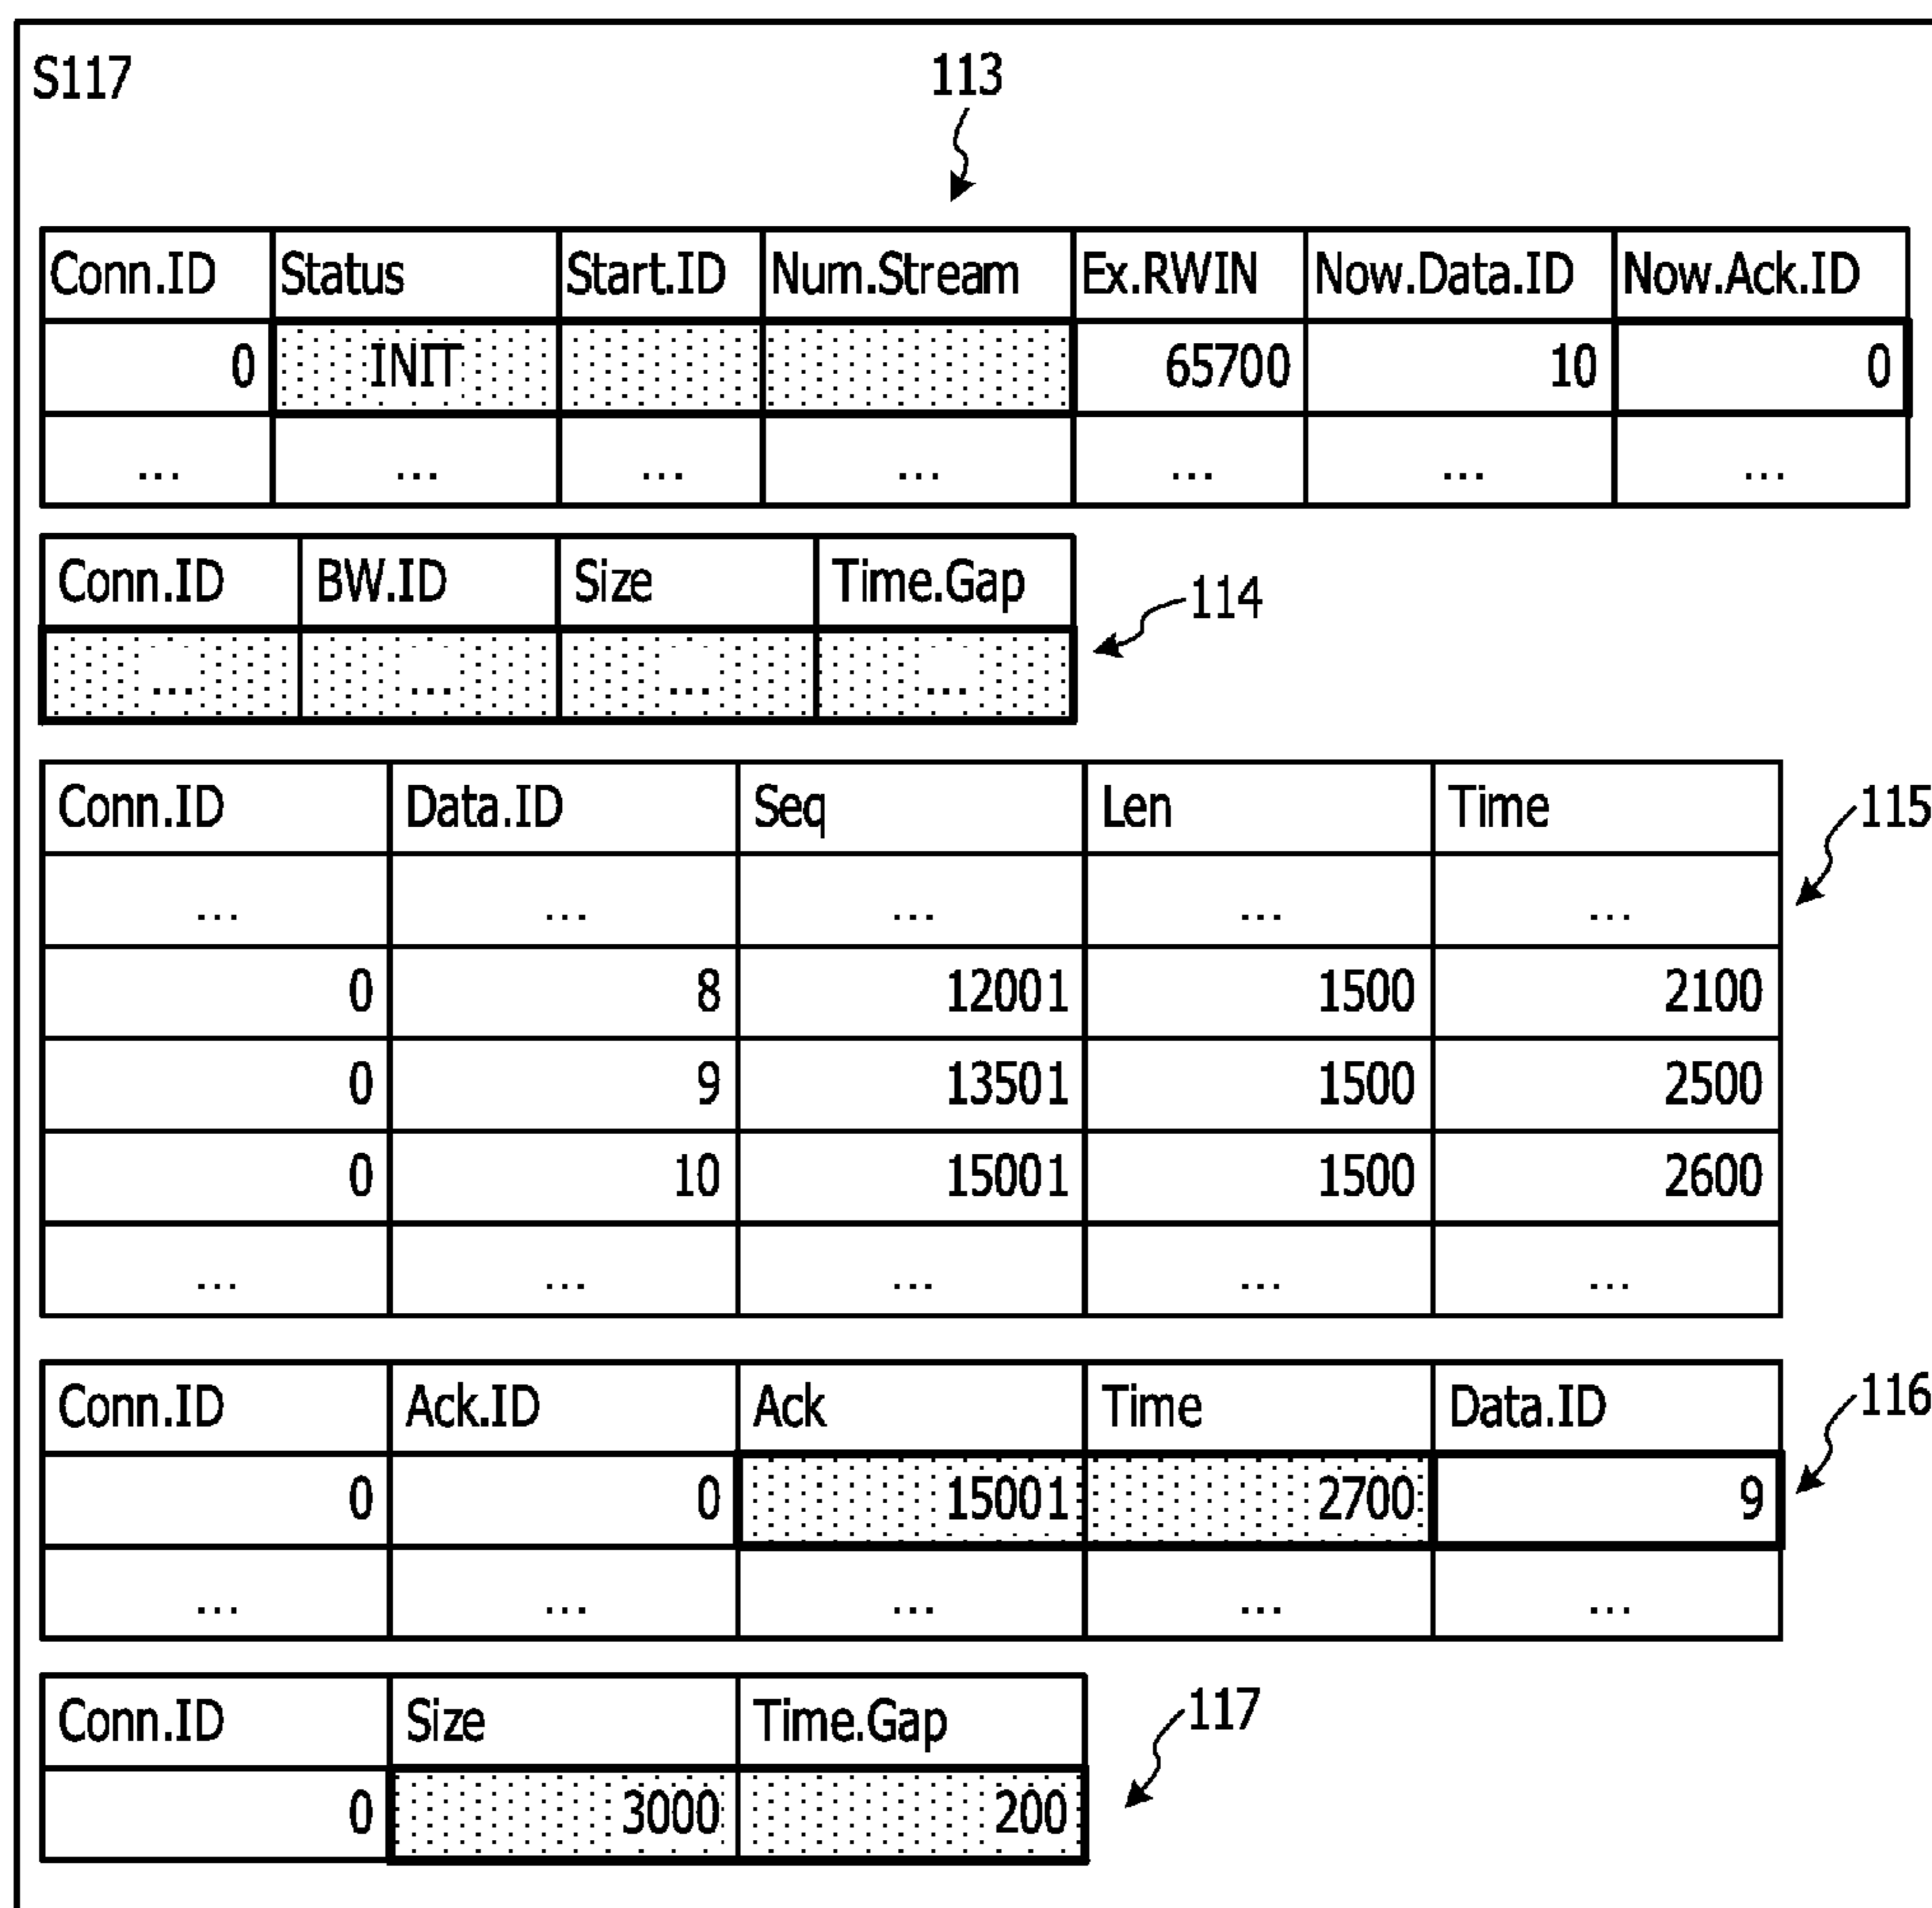 S117
113
Conn.ID Status Start.ID Num.Stream Ex.RWIN Now.Data.ID Now.Ack.ID
0 INIT 65700 10 0
... ... ... ... ... ... ...
Conn.ID BW.ID Size Time.Gap
114
... ... ... ...
Conn.ID Data.ID Seq Len Time
115
... ... ... ... ...
0 8 12001 1500 2100
0 9 13501 1500 2500
0 10 15001 1500 2600
... ... ... ... ...
Conn.ID Ack.ID Ack Time Data.ID
116
0 0 15001 2700 9
... ... ... ... ...
Conn.ID Size Time.Gap
117
0 3000 200